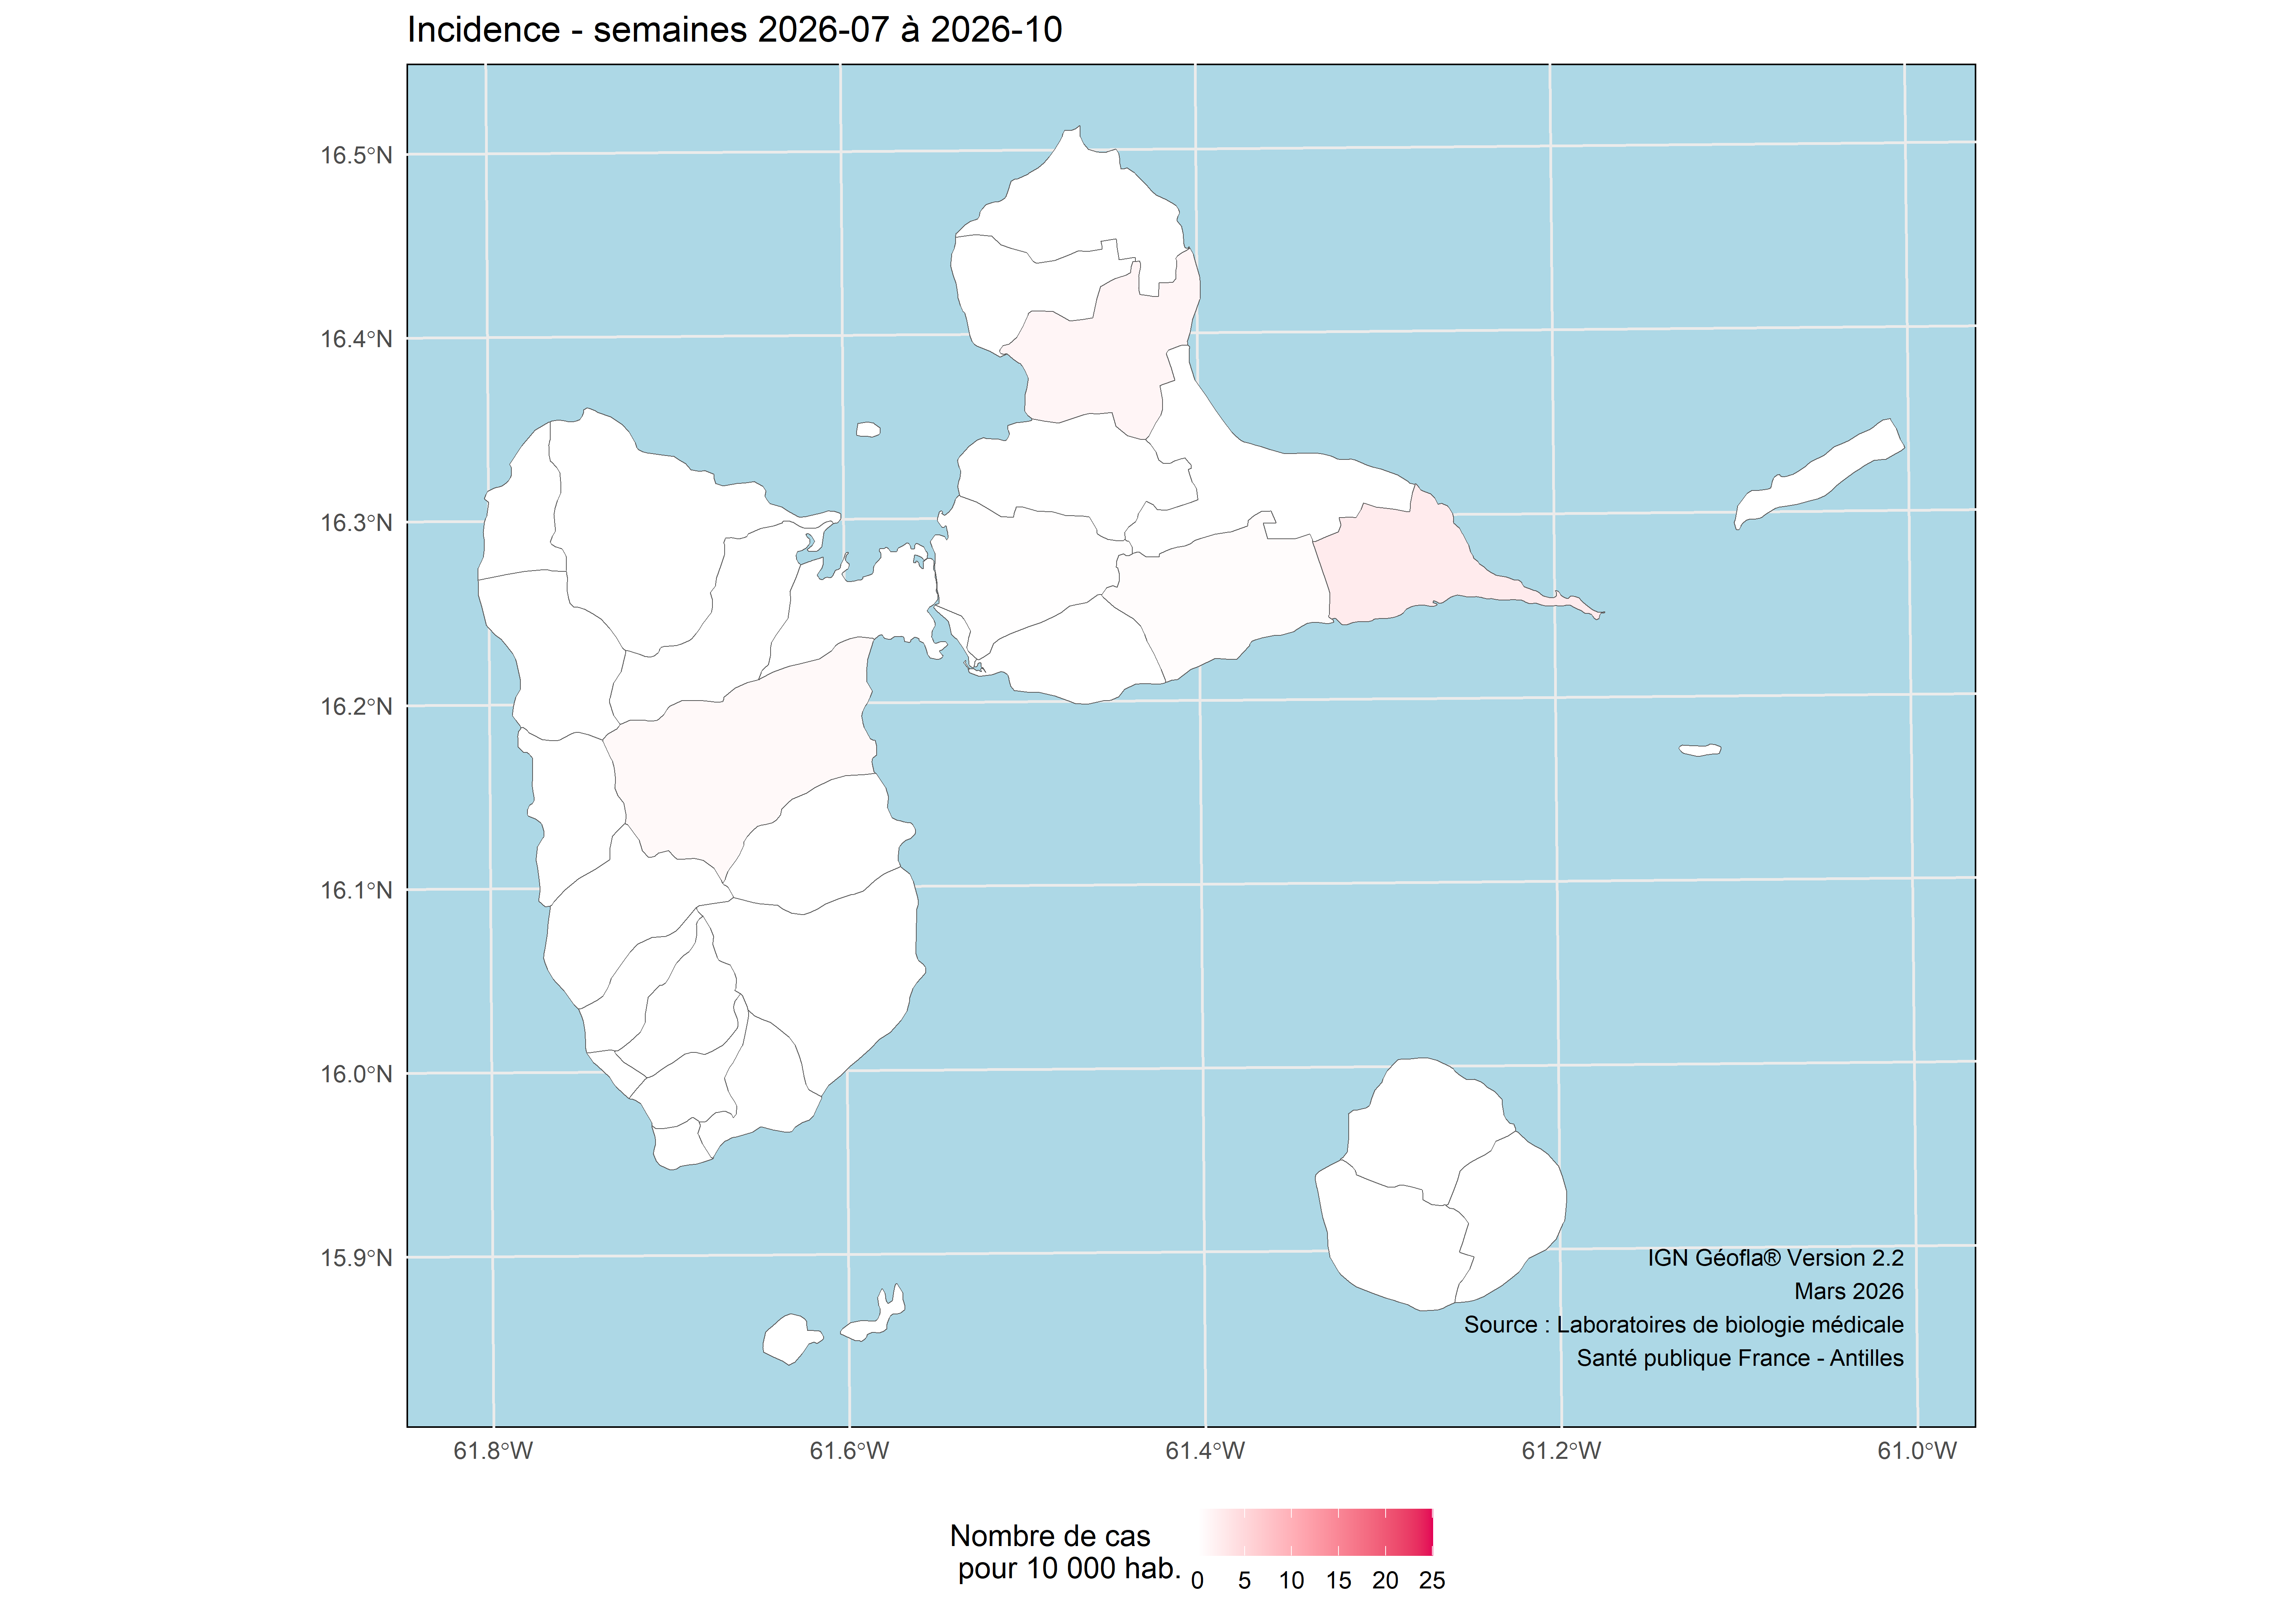 Incidence - semaines 2026-07 à 2026-10
16.5°N
16.4°N
16.3°N
16.2°N
16.1°N
16.0°N
15.9°N
IGN Géofla® Version 2.2
Mars 2026
Source : Laboratoires de biologie médicale
Santé publique France - Antilles
61.8°W 61.6°W 61.4°W 61.2°W 61.0°W
Nombre de cas
pour 10 000 hab.
0 5 10 15 20 25